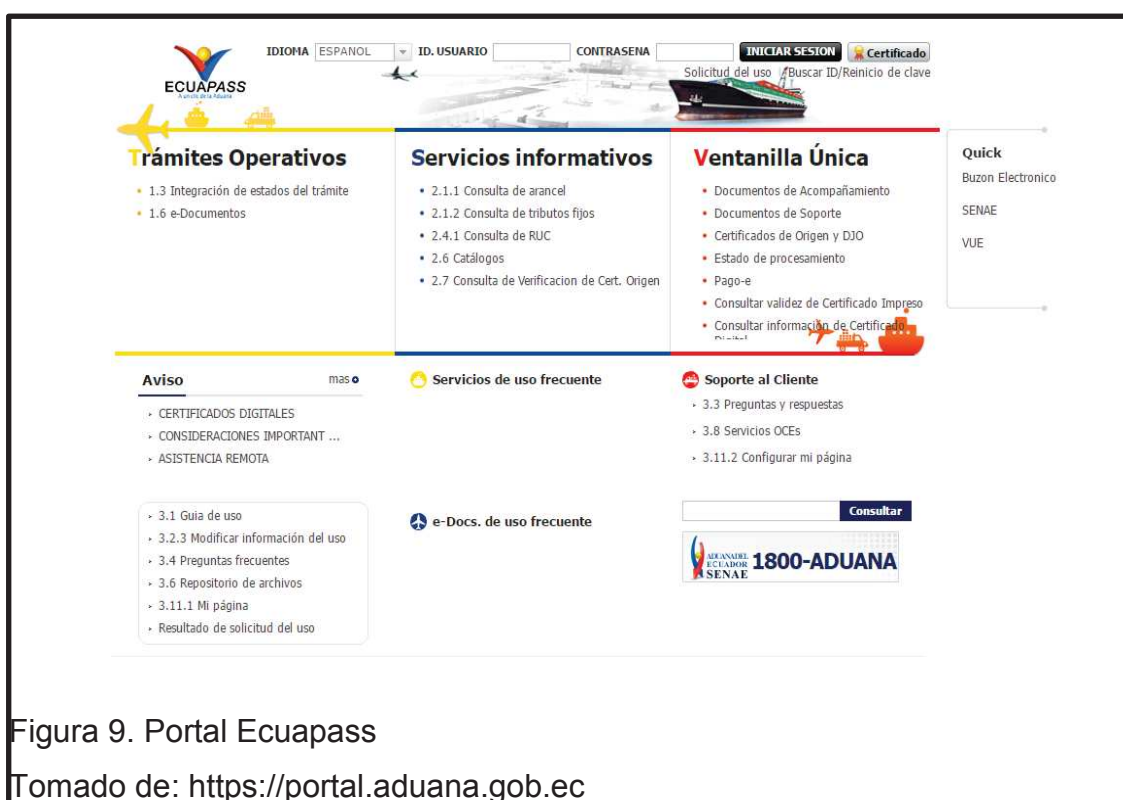 IDIOMA ESPANOL ID. USUARIO CONTRASENA INICIAR SESION Certificado
Solicitud del uso /Buscar ID/Reinicio de clave
ECUAPASS
Trámites Operativos
1.3 Integración de estados del trámite
1.6 e-Documentos
Servicios informativos
2.1.1 Consulta de arancel
2.1.2 Consulta de tributos fijos
2.4.1 Consulta de RUC
2.6 Catálogos
2.7 Consulta de Verificacion de Cert. Origen
Ventanilla Única
Documentos de Acompañamiento
Documentos de Soporte
Certificados de Origen y DJO
Estado de procesamiento
Pago-e
Consultar validez de Certificado Impreso
Consultar información de Certificado
Digital
Quick
Buzon Electronico
SENAE
VUE
Aviso mas
CERTIFICADOS DIGITALES
CONSIDERACIONES IMPORTANT ...
ASISTENCIA REMOTA
Servicios de uso frecuente
Soporte al Cliente
3.3 Preguntas y respuestas
3.8 Servicios OCEs
3.11.2 Configurar mi página
3.1 Guia de uso
3.2.3 Modificar información del uso
3.4 Preguntas frecuentes
3.6 Repositorio de archivos
3.11.1 Mi página
Resultado de solicitud del uso
e-Docs. de uso frecuente
Consultar
ADUANA DEL
ECUADOR
SENAE
1800-ADUANA
Figura 9. Portal Ecuapass
Tomado de: https://portal.aduana.gob.ec